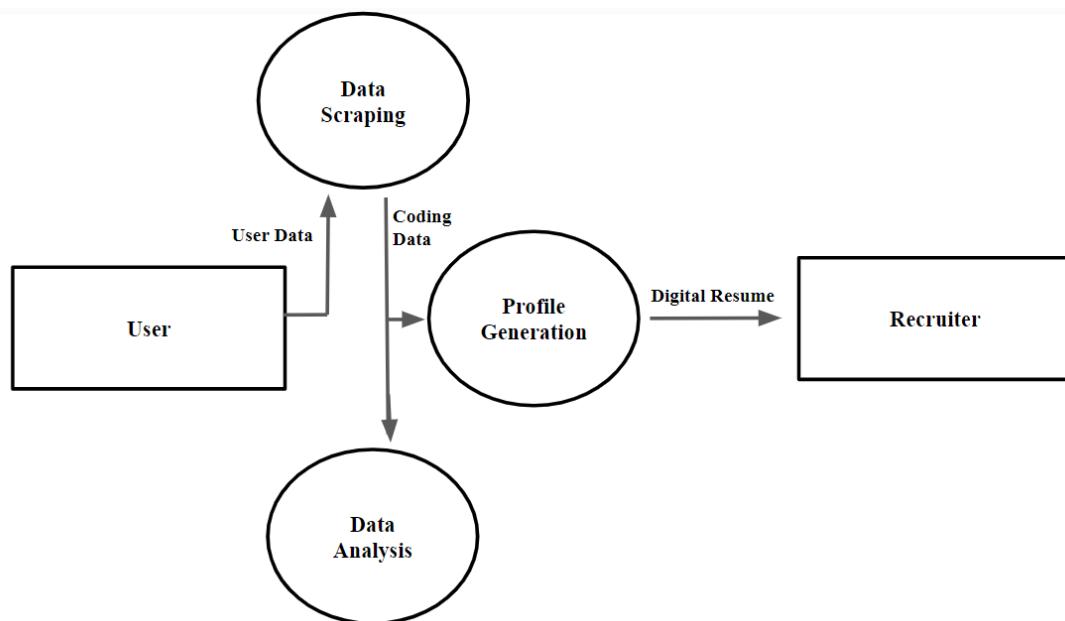 Data
Scraping
User Data
Coding
Data
User
Profile
Generation
Digital Resume
Recruiter
Data
Analysis